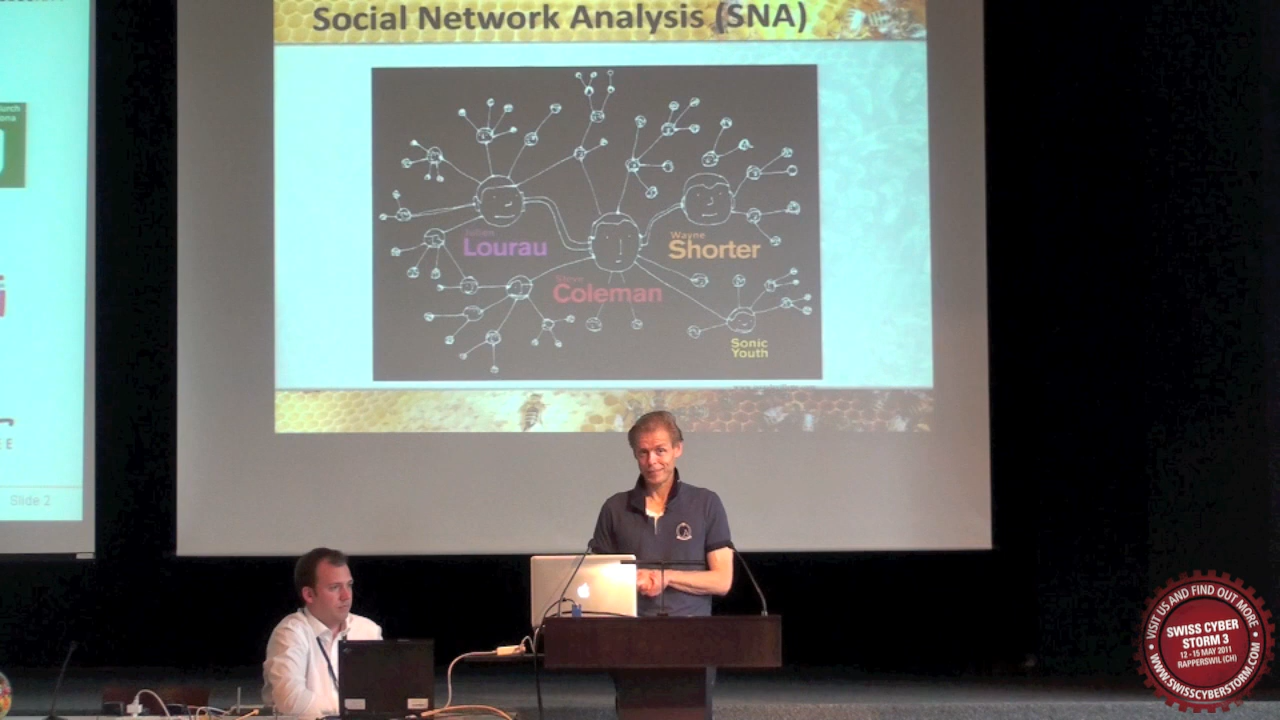 Social Network Analysis (SNA)
Julien
Lourau
Wayne
Shorter
Steve
Coleman
Sonic
Youth
Slide 2
VISIT US AND FIND OUT MORE
SWISS CYBER
STORM 3
12 - 15 MAY 2011
RAPPERSWIL (CH)
WWW.SWISSCYBERSTORM.COM